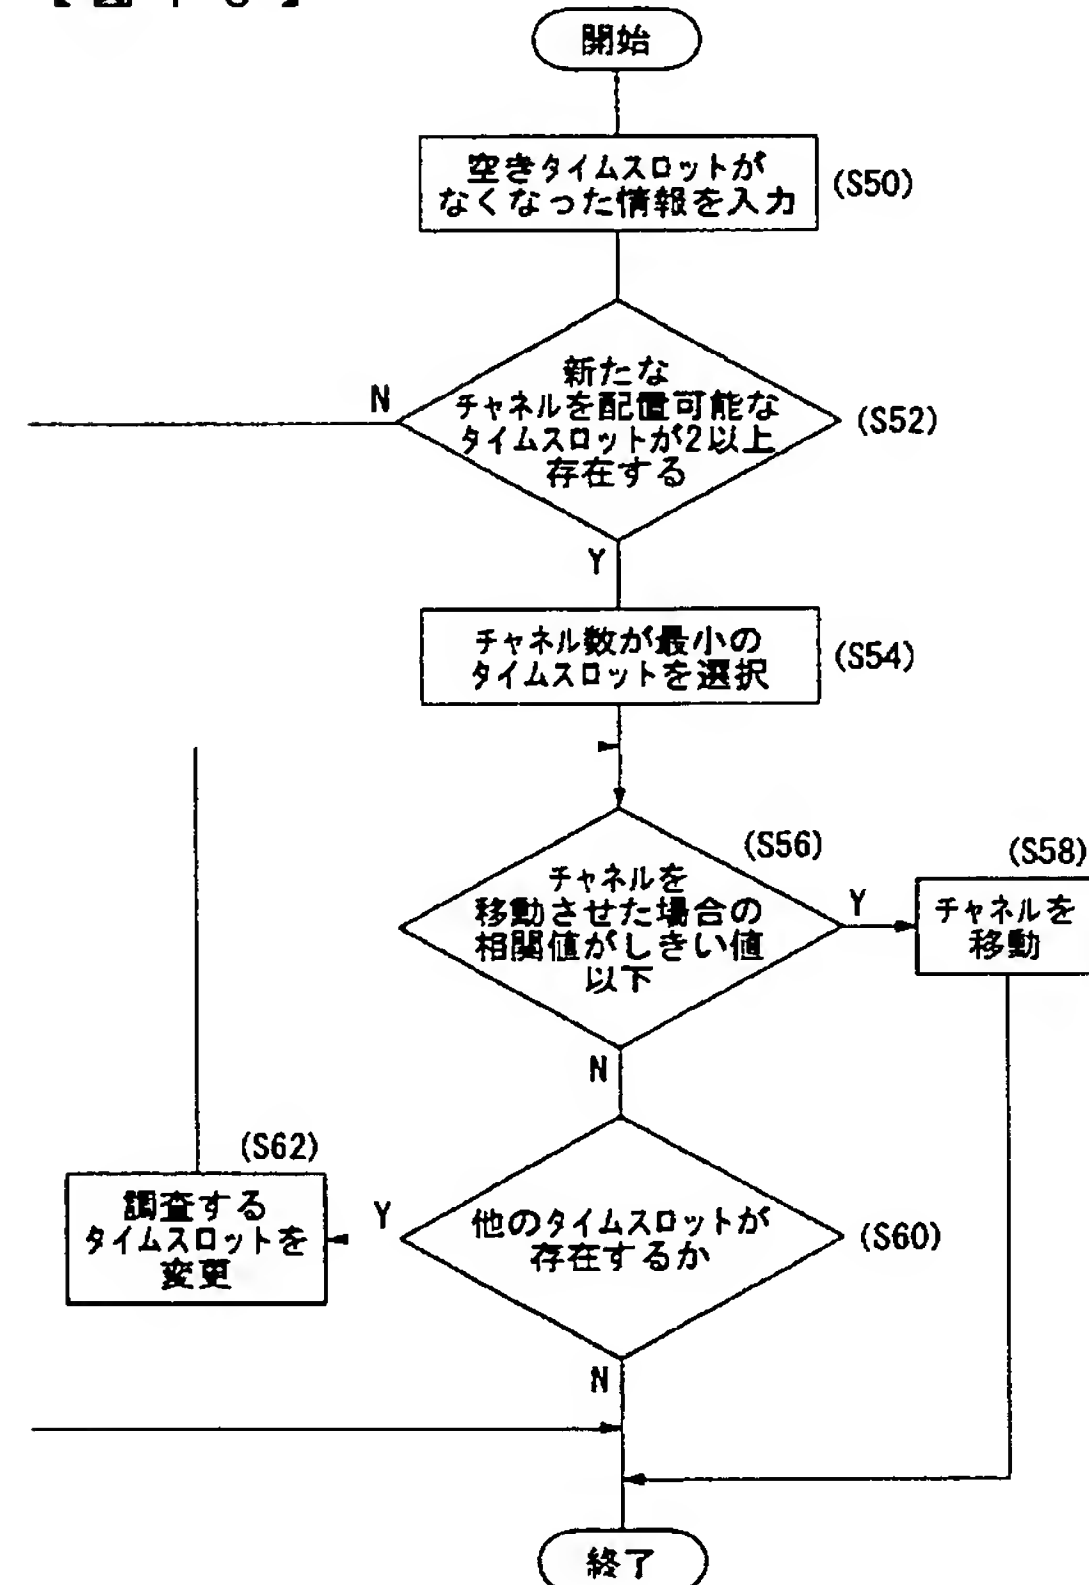 開始
空きタイムスロットが
なくなった情報を入力
(S50)
新たな
チャネルを配置可能な
タイムスロットが2以上
存在する
(S52)
N
Y
チャネル数が最小の
タイムスロットを選択
(S54)
(S56)
チャネルを
移動させた場合の
相関値がしきい値
以下
Y
(S58)
チャネルを
移動
N
(S62)
調査する
タイムスロットを
変更
Y
他のタイムスロットが
存在するか
(S60)
N
終了